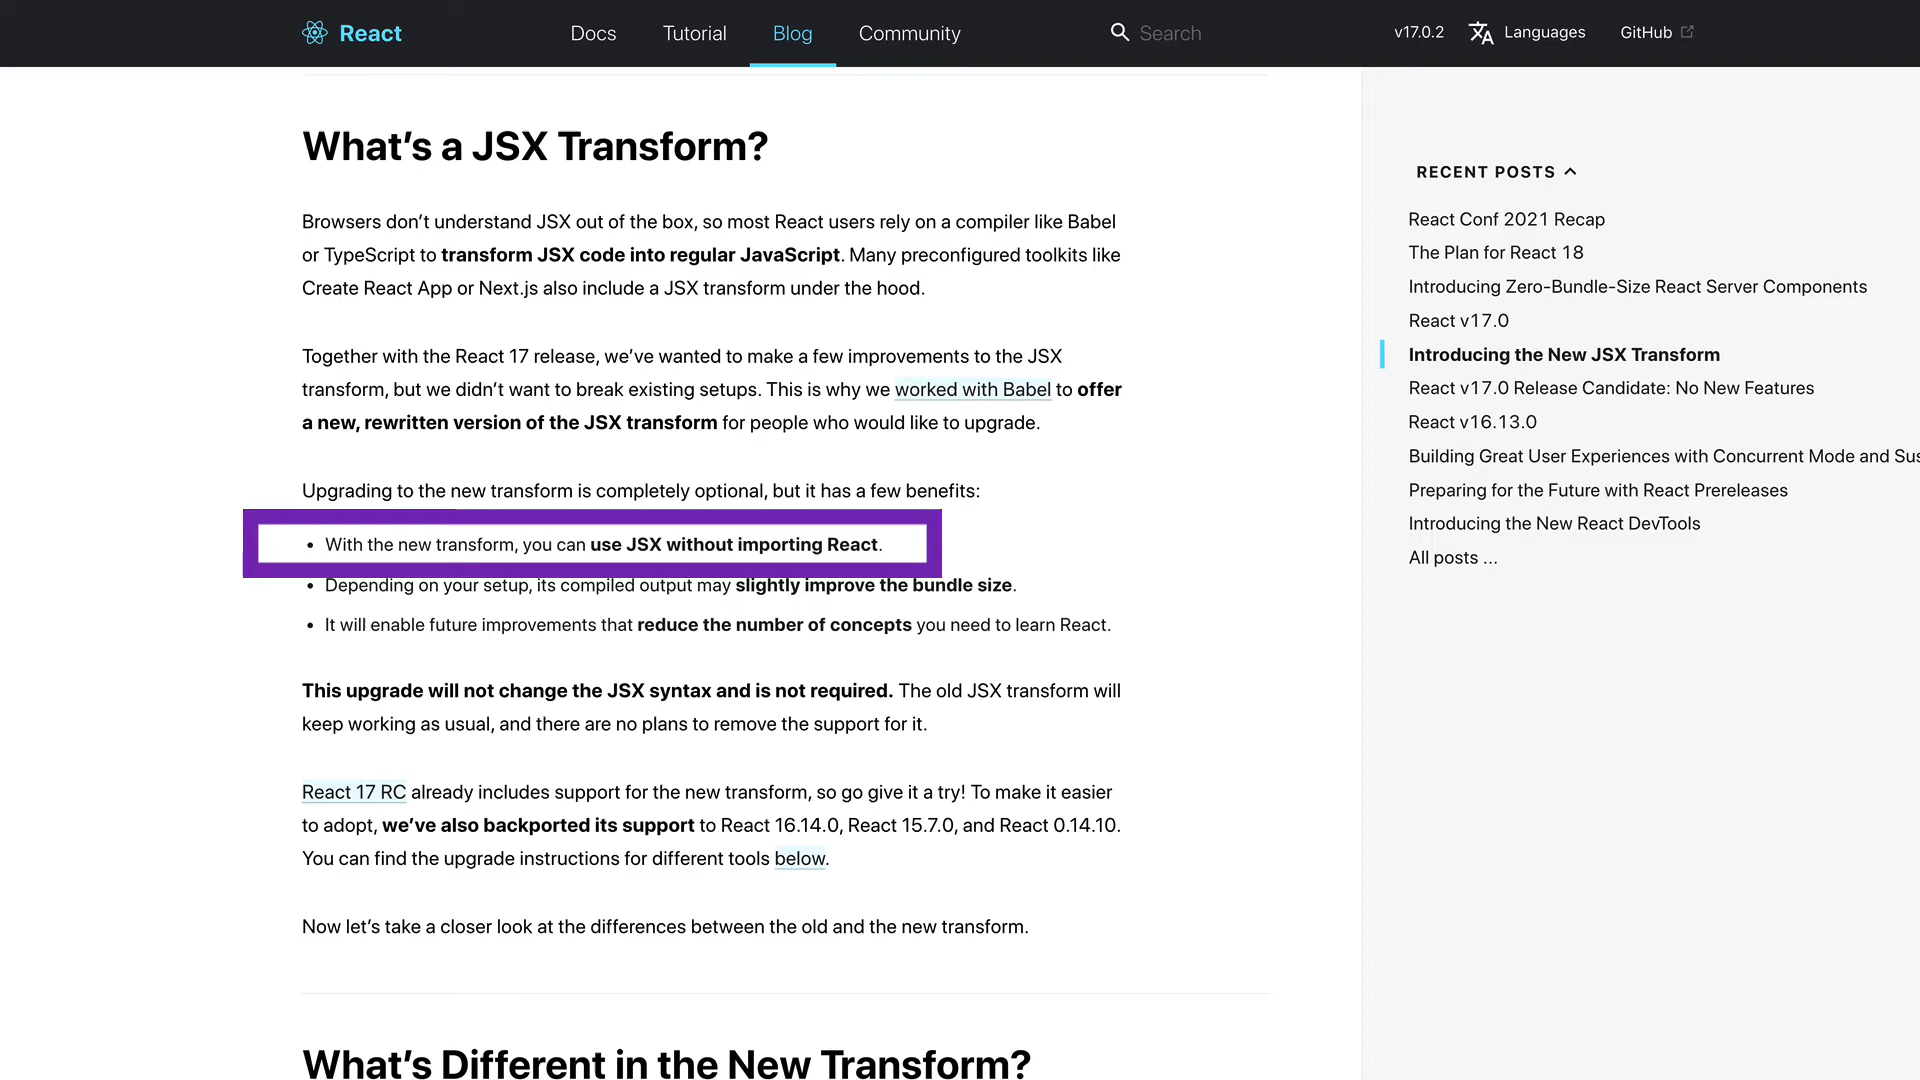 React
Docs
Tutorial
Blog
Community
Search
v17.0.2
Languages
GitHub
What’s a JSX Transform?
Browsers don’t understand JSX out of the box, so most React users rely on a compiler like Babel
or TypeScript to transform JSX code into regular JavaScript. Many preconfigured toolkits like
Create React App or Next.js also include a JSX transform under the hood.
Together with the React 17 release, we’ve wanted to make a few improvements to the JSX
transform, but we didn’t want to break existing setups. This is why we worked with Babel to offer
a new, rewritten version of the JSX transform for people who would like to upgrade.
Upgrading to the new transform is completely optional, but it has a few benefits:
• With the new transform, you can use JSX without importing React.
• Depending on your setup, its compiled output may slightly improve the bundle size.
• It will enable future improvements that reduce the number of concepts you need to learn React.
This upgrade will not change the JSX syntax and is not required. The old JSX transform will
keep working as usual, and there are no plans to remove the support for it.
React 17 RC already includes support for the new transform, so go give it a try! To make it easier
to adopt, we’ve also backported its support to React 16.14.0, React 15.7.0, and React 0.14.10.
You can find the upgrade instructions for different tools below.
Now let’s take a closer look at the differences between the old and the new transform.
What’s Different in the New Transform?
RECENT POSTS
React Conf 2021 Recap
The Plan for React 18
Introducing Zero-Bundle-Size React Server Components
React v17.0
Introducing the New JSX Transform
React v17.0 Release Candidate: No New Features
React v16.13.0
Building Great User Experiences with Concurrent Mode and Sus
Preparing for the Future with React Prereleases
Introducing the New React DevTools
All posts ...